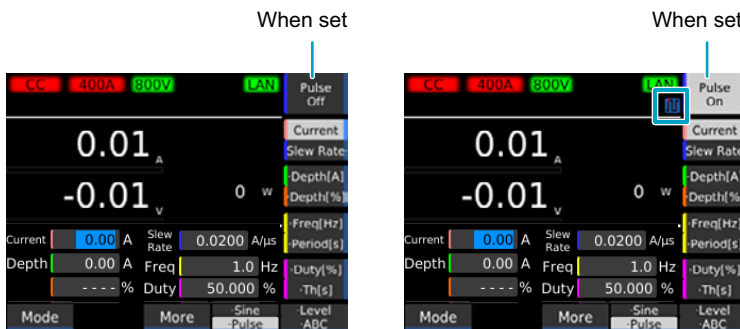 When set
CC 400A 800V LAN Pulse Off
Current
Slew Rate
0.01 A
-Depth[A]
-Depth[%]
-0.01 V 0 W
-Freq[Hz]
-Period[s]
Current 0.00 A Slew Rate 0.0200 A/µs
Depth 0.00 A Freq 1.0 Hz
-Duty[%]
-Th[s]
---- % Duty 50.000 %
Mode More -Sine -Pulse -Level -ABC
When set
CC 400A 800V LAN Pulse On
Current
Slew Rate
0.01 A
-Depth[A]
-Depth[%]
-0.01 V 0 W
-Freq[Hz]
-Period[s]
Current 0.00 A Slew Rate 0.0200 A/µs
Depth 0.00 A Freq 1.0 Hz
-Duty[%]
-Th[s]
---- % Duty 50.000 %
Mode More -Sine -Pulse -Level -ABC